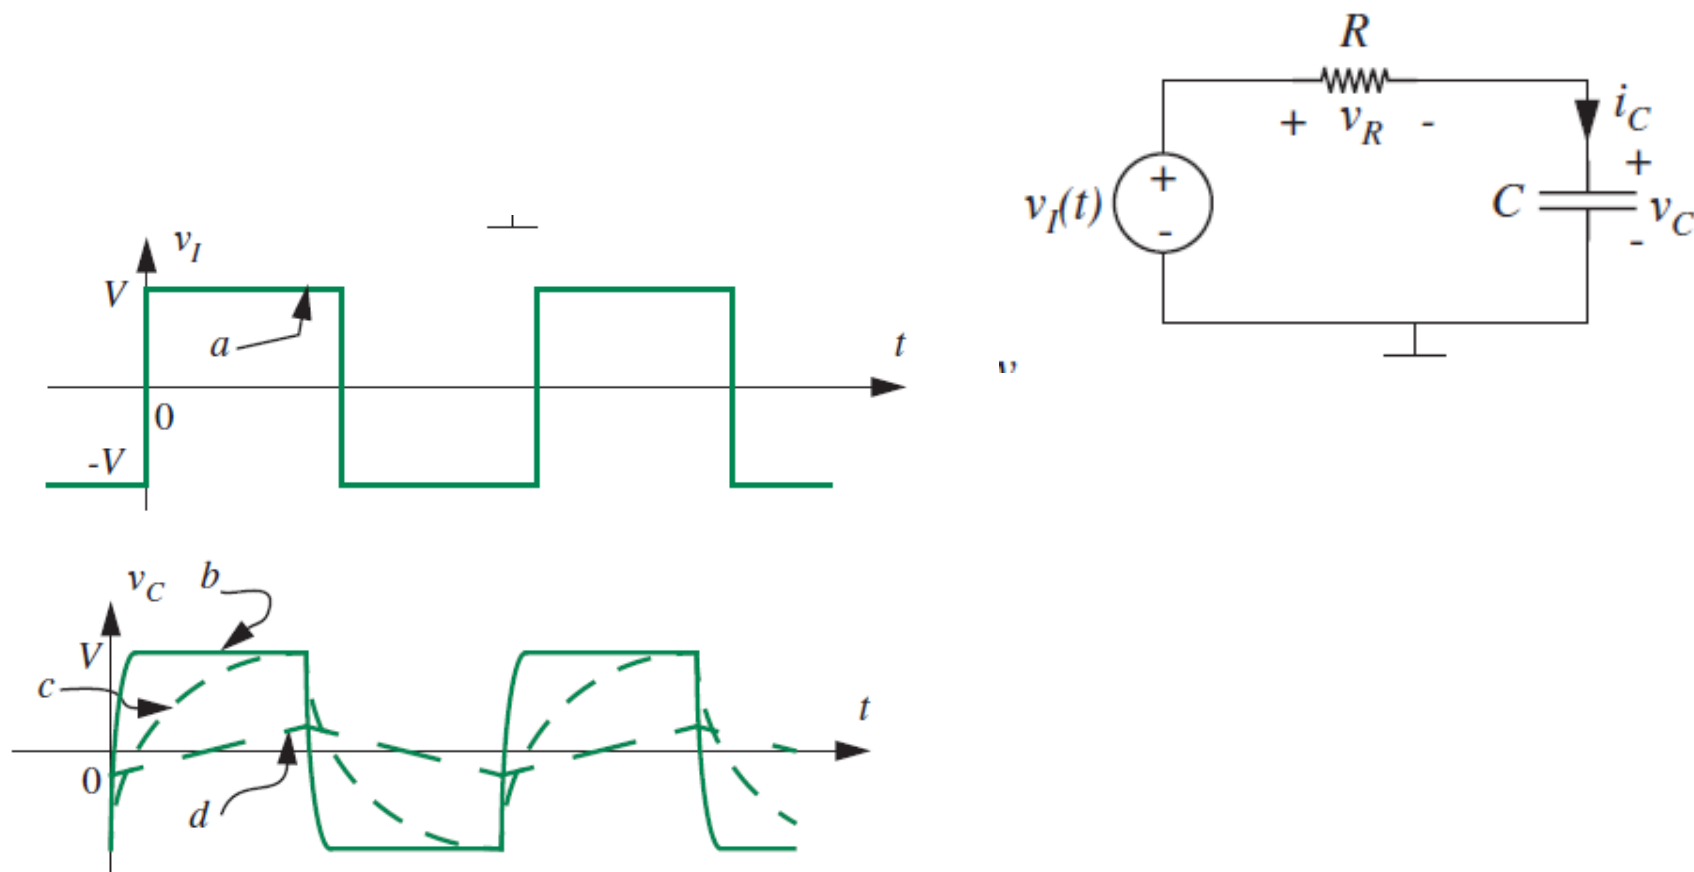 R
+ v_R -
i_C
v_I(t)
+
-
C
+
v_C
-
v_I
V
a
t
0
-V
v_C
b
V
c
t
0
d